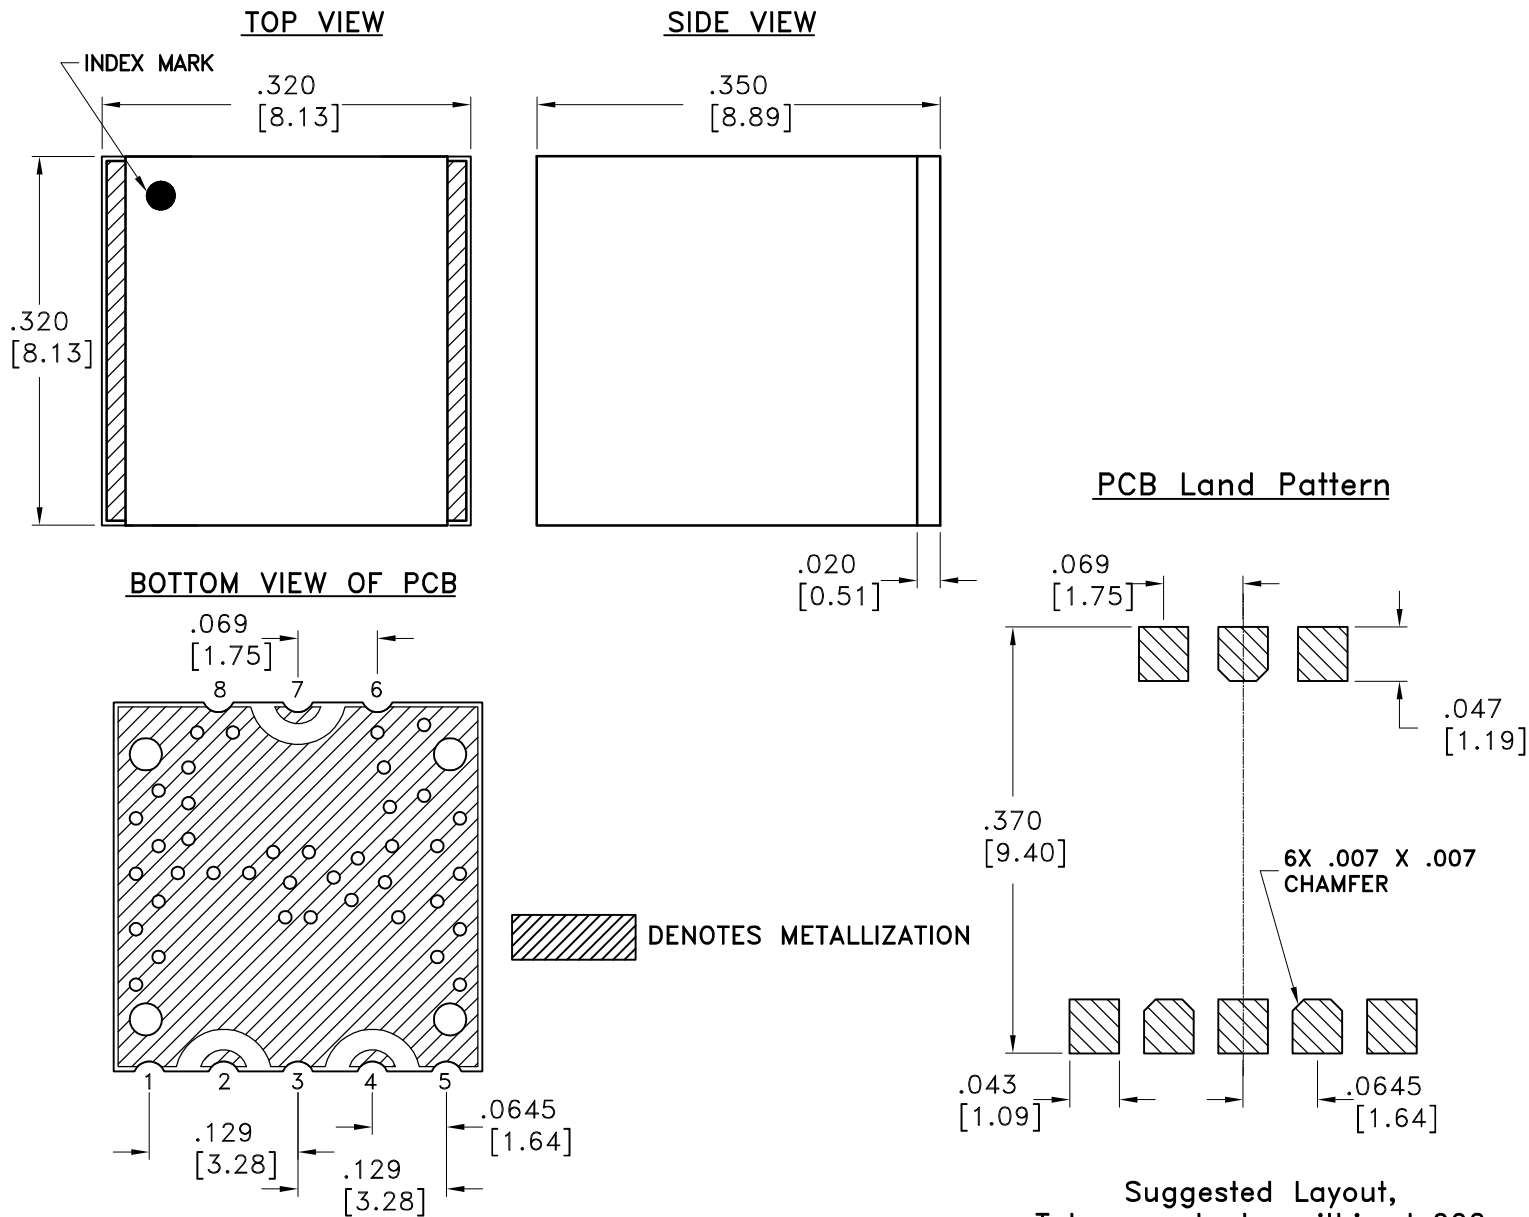 TOP VIEW
SIDE VIEW
INDEX MARK
.320
[8.13]
.350
[8.89]
.320
[8.13]
PCB Land Pattern
.020
[0.51]
.069
[1.75]
BOTTOM VIEW OF PCB
.069
[1.75]
8 7 6
.047
[1.19]
.370
[9.40]
6X .007 X .007
CHAMFER
DENOTES METALLIZATION
1 2 3 4 5
.043
[1.09]
.0645
[1.64]
.0645
[1.64]
.129
[3.28]
.129
[3.28]
Suggested Layout,